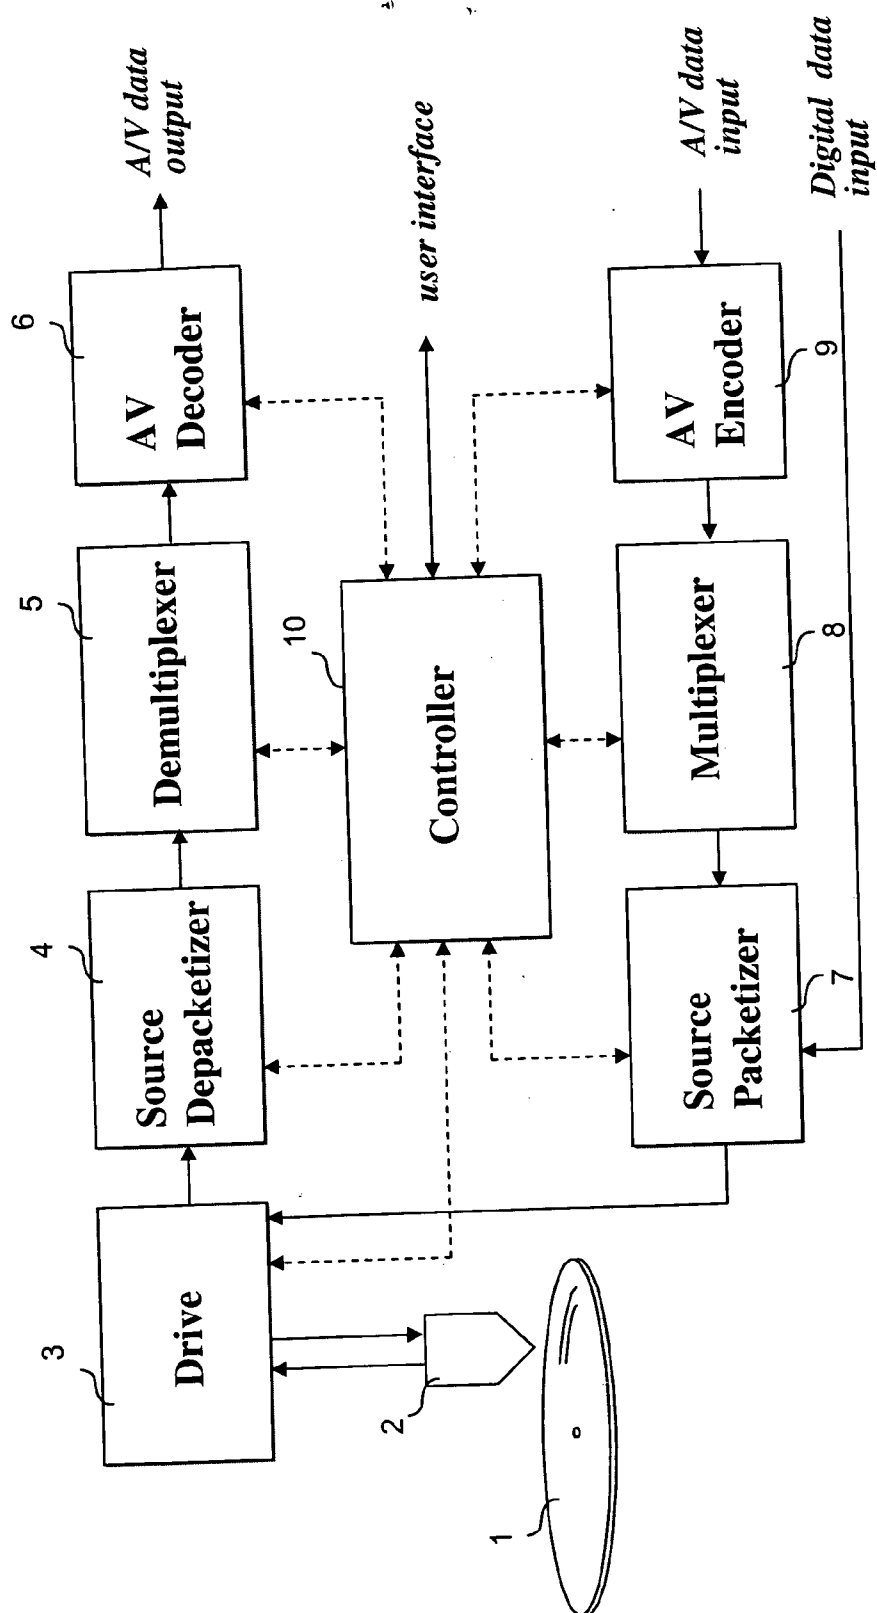 3
Drive
4
Source
Depacketizer
5
Demultiplexer
6
AV
Decoder
A/V data
output
2
1
10
Controller
user interface
Source
Packetizer
7
Multiplexer
8
AV
Encoder
9
A/V data
input
Digital data
input